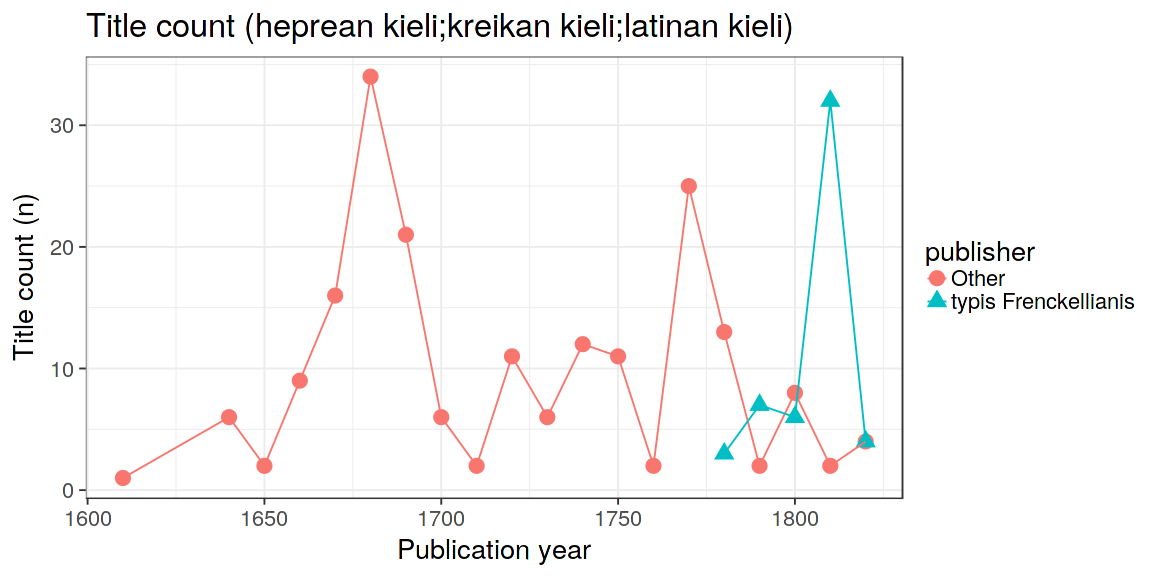 Title count (heprean kieli;kreikan kieli;latinan kieli)
Title count (n)
30
20
10
0
1600 1650 1700 1750 1800
Publication year
publisher
Other
typis Frenckellianis